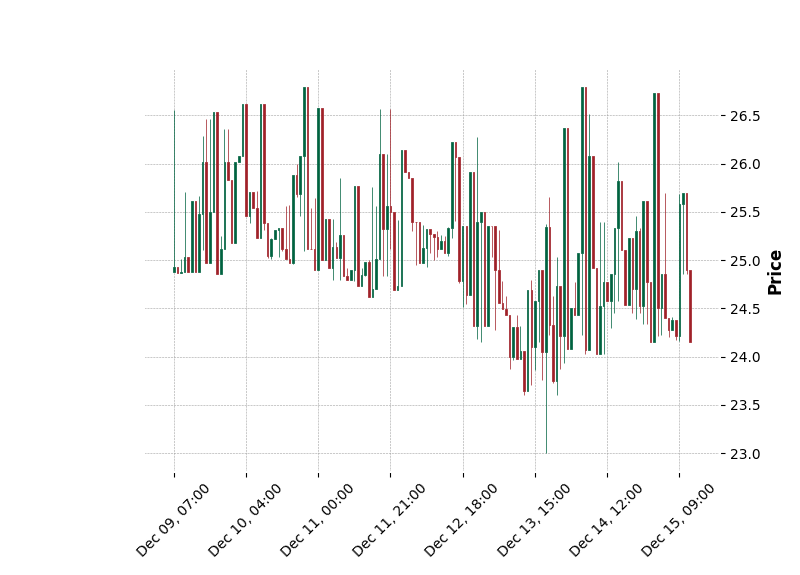 26.5
26.0
25.5
25.0
24.5
24.0
23.5
23.0
Price
Dec 09, 07:00
Dec 10, 04:00
Dec 11, 00:00
Dec 11, 21:00
Dec 12, 18:00
Dec 13, 15:00
Dec 14, 12:00
Dec 15, 09:00